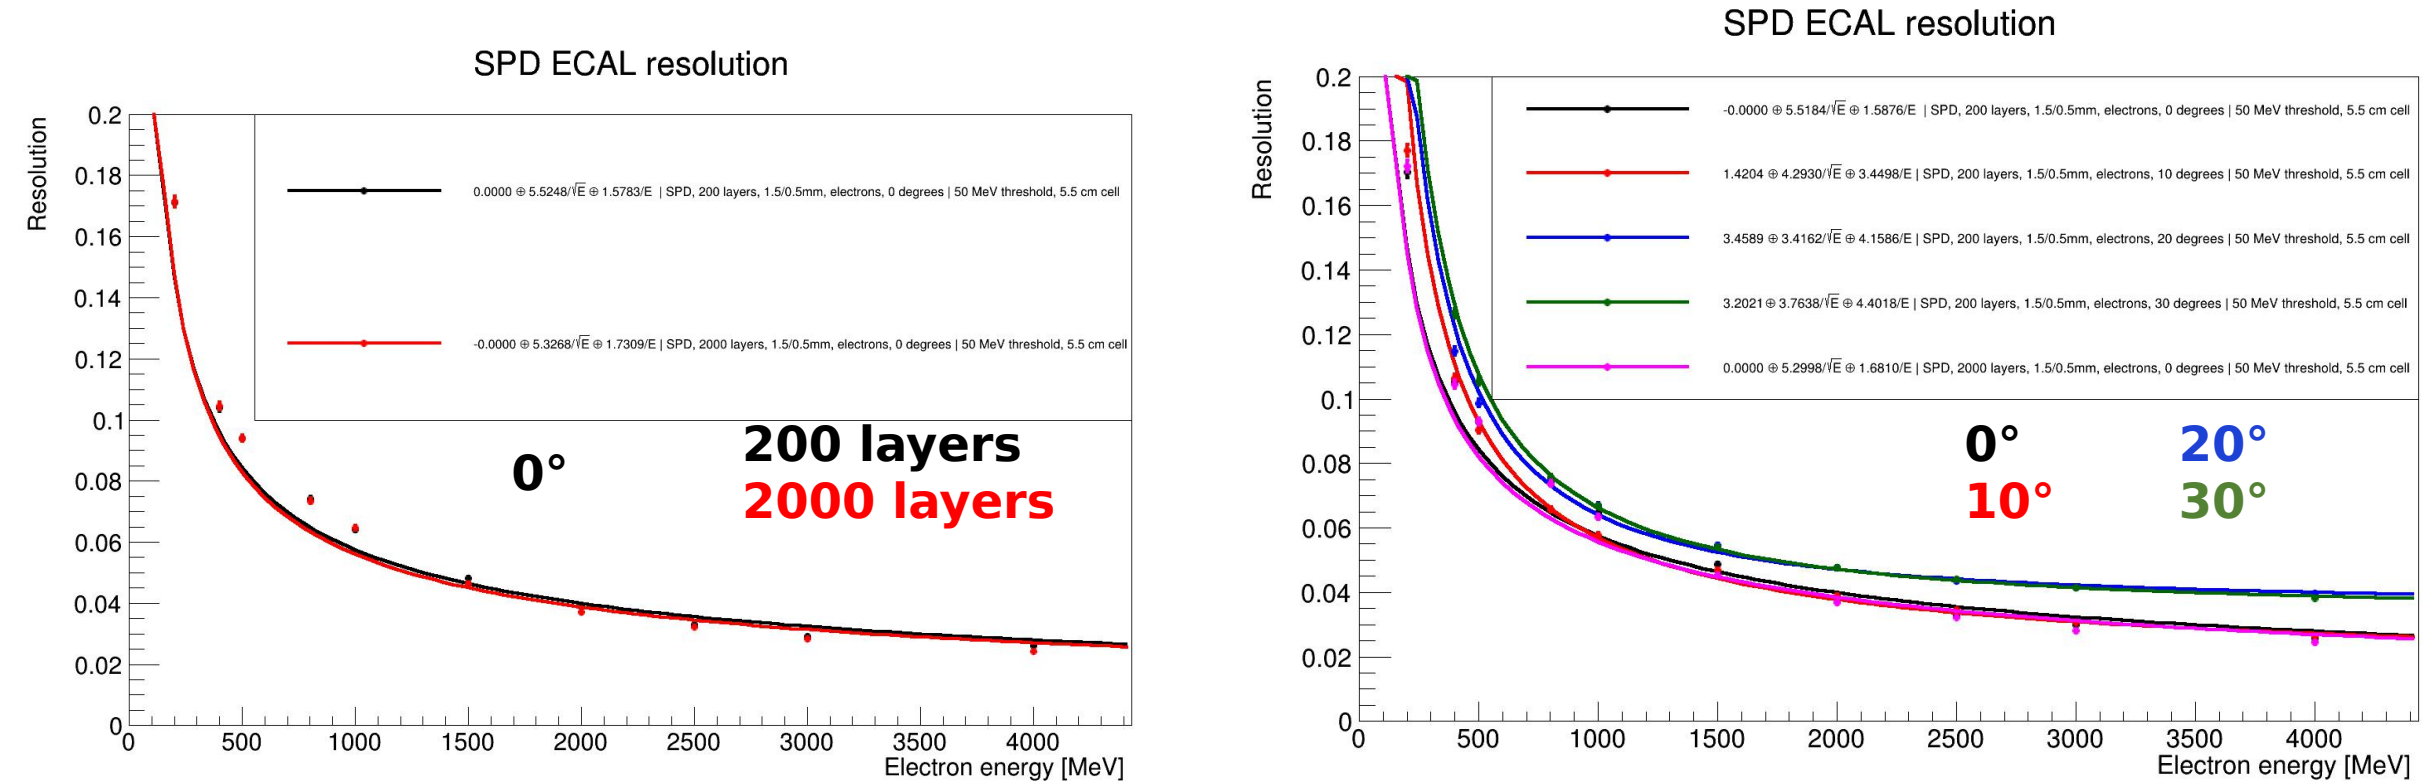 SPD ECAL resolution
Resolution
0.2
0.18
0.16
0.14
0.12
0.1
0.08
0.06
0.04
0.02
0
0.0000 ⊕ 5.5248/√E ⊕ 1.5783/E | SPD, 200 layers, 1.5/0.5mm, electrons, 0 degrees | 50 MeV threshold, 5.5 cm cell
-0.0000 ⊕ 5.3268/√E ⊕ 1.7309/E | SPD, 2000 layers, 1.5/0.5mm, electrons, 0 degrees | 50 MeV threshold, 5.5 cm cell
0°
200 layers
2000 layers
0 500 1000 1500 2000 2500 3000 3500 4000
Electron energy [MeV]
SPD ECAL resolution
Resolution
0.2
0.18
0.16
0.14
0.12
0.1
0.08
0.06
0.04
0.02
0
-0.0000 ⊕ 5.5184/√E ⊕ 1.5876/E | SPD, 200 layers, 1.5/0.5mm, electrons, 0 degrees | 50 MeV threshold, 5.5 cm cell
1.4204 ⊕ 4.2930/√E ⊕ 3.4498/E | SPD, 200 layers, 1.5/0.5mm, electrons, 10 degrees | 50 MeV threshold, 5.5 cm cell
3.4589 ⊕ 3.4162/√E ⊕ 4.1586/E | SPD, 200 layers, 1.5/0.5mm, electrons, 20 degrees | 50 MeV threshold, 5.5 cm cell
3.2021 ⊕ 3.7638/√E ⊕ 4.4018/E | SPD, 200 layers, 1.5/0.5mm, electrons, 30 degrees | 50 MeV threshold, 5.5 cm cell
0.0000 ⊕ 5.2998/√E ⊕ 1.6810/E | SPD, 2000 layers, 1.5/0.5mm, electrons, 0 degrees | 50 MeV threshold, 5.5 cm cell
0° 20°
10° 30°
0 500 1000 1500 2000 2500 3000 3500 4000
Electron energy [MeV]